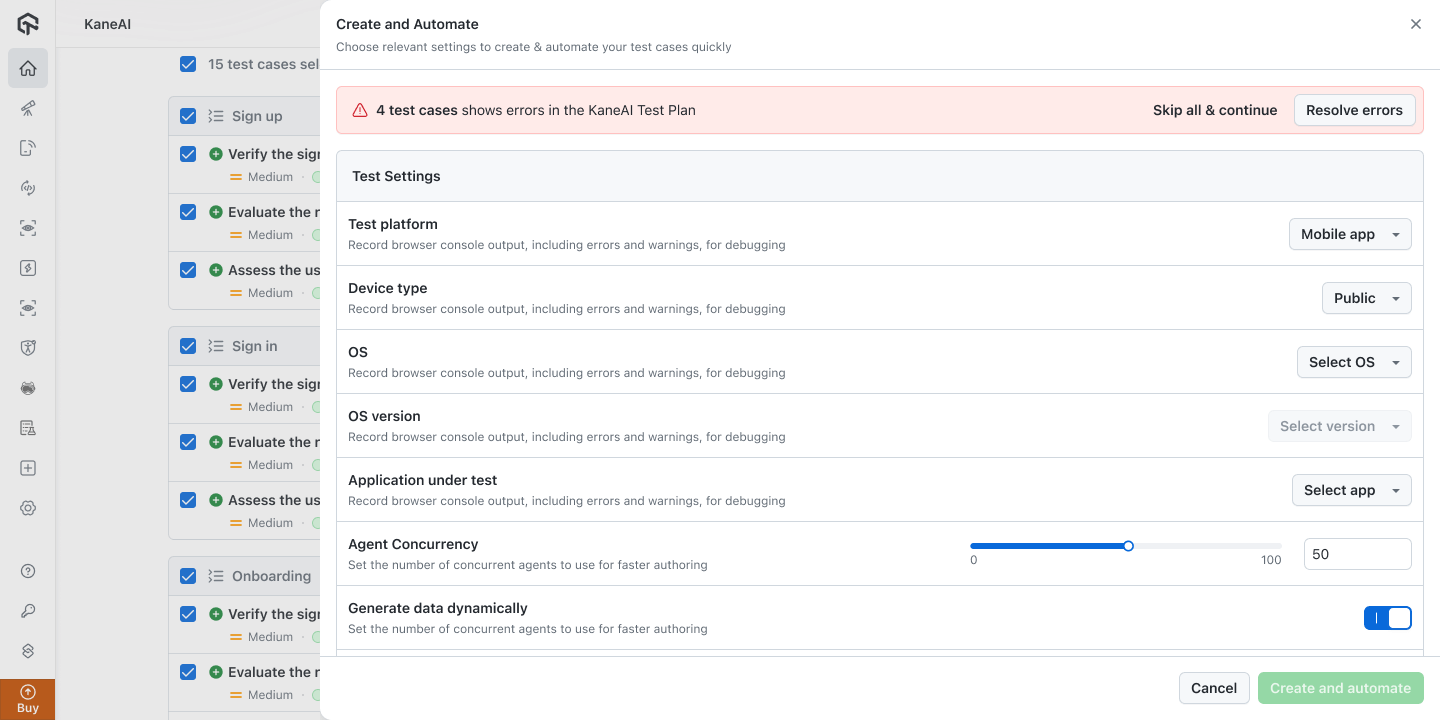 KaneAI
15 test cases sel
Sign up
Verify the sign
Medium
Evaluate the
Medium
Assess the us
Medium
Sign in
Verify the sign
Medium
Evaluate the
Medium
Assess the us
Medium
Onboarding
Verify the sign
Medium
Evaluate the
Medium
Buy
Create and Automate
Choose relevant settings to create & automate your test cases quickly
4 test cases shows errors in the KaneAI Test Plan
Skip all & continue
Resolve errors
Test Settings
Test platform
Record browser console output, including errors and warnings, for debugging
Mobile app
Device type
Record browser console output, including errors and warnings, for debugging
Public
OS
Record browser console output, including errors and warnings, for debugging
Select OS
OS version
Record browser console output, including errors and warnings, for debugging
Select version
Application under test
Record browser console output, including errors and warnings, for debugging
Select app
Agent Concurrency
Set the number of concurrent agents to use for faster authoring
0
100
50
Generate data dynamically
Set the number of concurrent agents to use for faster authoring
Cancel
Create and automate